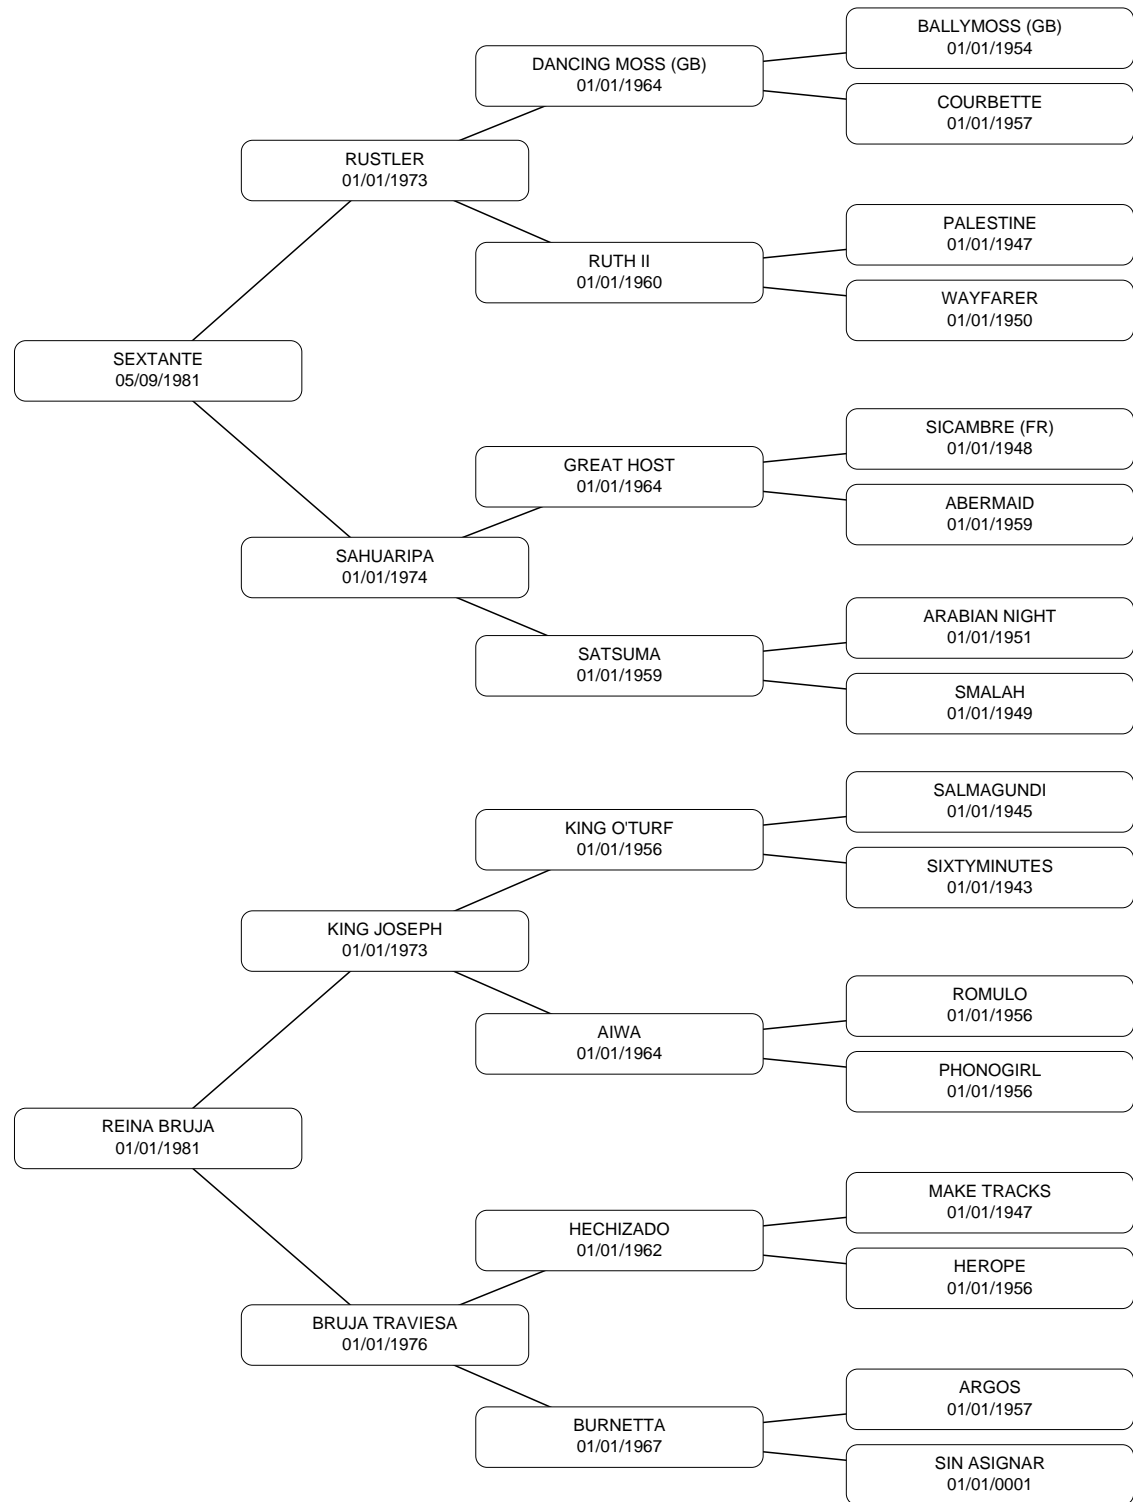 BALLYMOSS (GB)
01/01/1954
DANCING MOSS (GB)
01/01/1964
COURBETTE
01/01/1957
RUSTLER
01/01/1973
PALESTINE
01/01/1947
RUTH II
01/01/1960
WAYFARER
01/01/1950
SEXTANTE
05/09/1981
SICAMBRE (FR)
01/01/1948
GREAT HOST
01/01/1964
ABERMAID
01/01/1959
SAHUARIPA
01/01/1974
ARABIAN NIGHT
01/01/1951
SATSUMA
01/01/1959
SMALAH
01/01/1949
SALMAGUNDI
01/01/1945
KING O'TURF
01/01/1956
SIXTYMINUTES
01/01/1943
KING JOSEPH
01/01/1973
ROMULO
01/01/1956
AIWA
01/01/1964
PHONOGIRL
01/01/1956
REINA BRUJA
01/01/1981
MAKE TRACKS
01/01/1947
HECHIZADO
01/01/1962
HEROPE
01/01/1956
BRUJA TRAVIESA
01/01/1976
ARGOS
01/01/1957
BURNETTA
01/01/1967
SIN ASIGNAR
01/01/0001